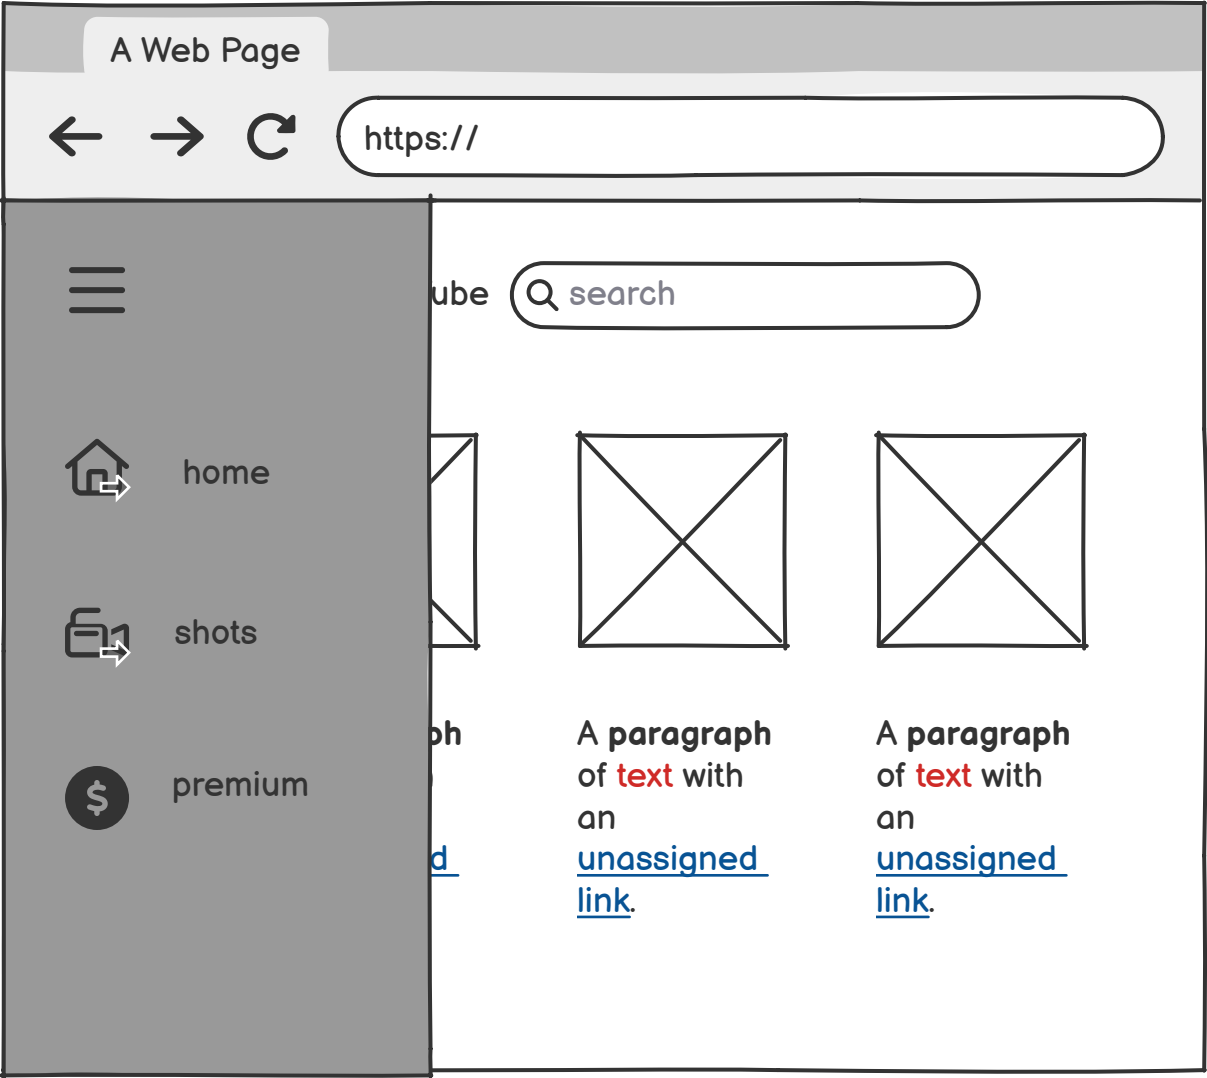 A Web Page
https://
ube
search
home
shots
premium
ph
d
A paragraph
of text with
an
unassigned
link.
A paragraph
of text with
an
unassigned
link.